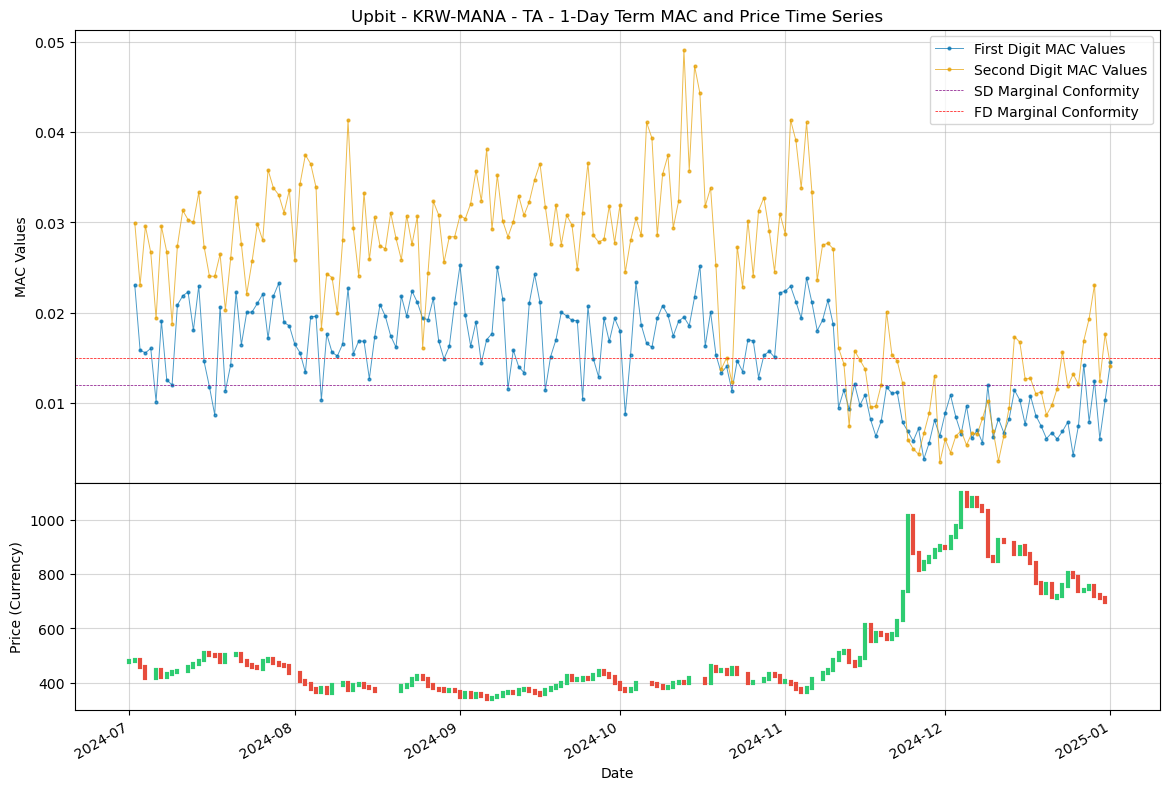 Upbit - KRW-MANA - TA - 1-Day Term MAC and Price Time Series
First Digit MAC Values
Second Digit MAC Values
SD Marginal Conformity
FD Marginal Conformity
MAC Values
0.05
0.04
0.03
0.02
0.01
Price (Currency)
1000
800
600
400
2024-07
2024-08
2024-09
2024-10
2024-11
2024-12
2025-01
Date